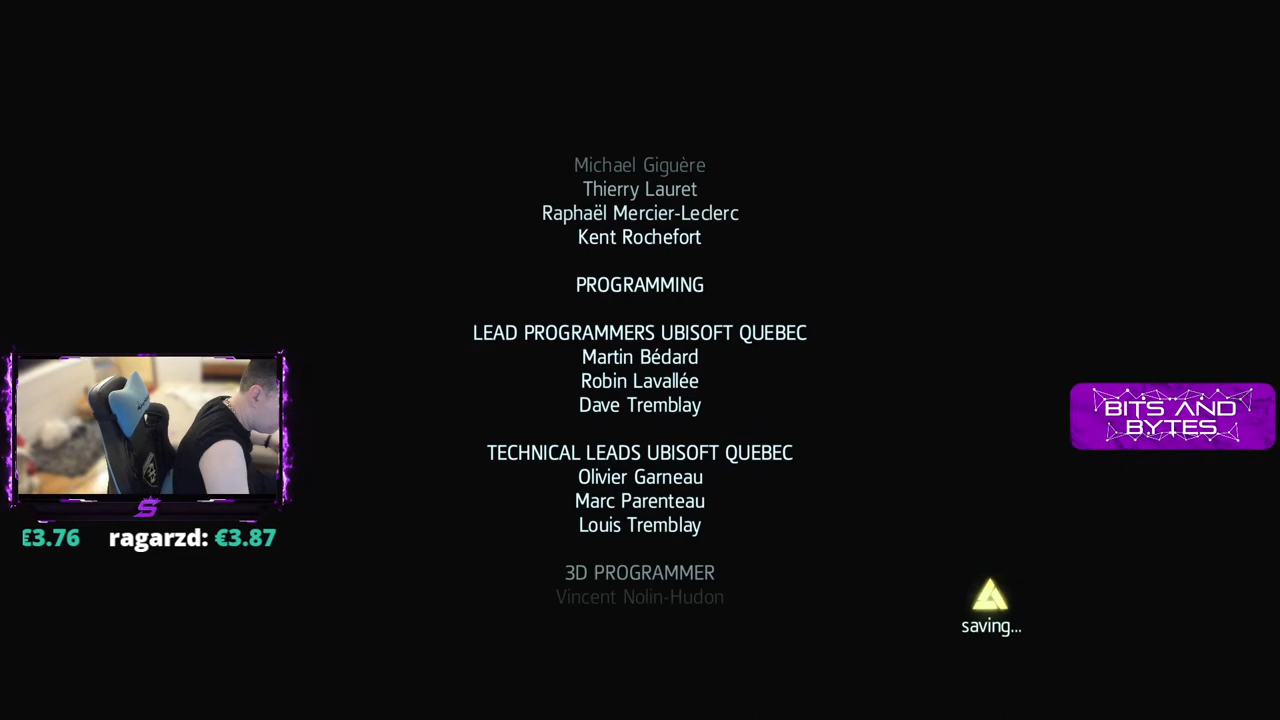 Michael Giguère
Thierry Lauret
Raphaël Mercier-Leclerc
Kent Rochefort
PROGRAMMING
LEAD PROGRAMMERS UBISOFT QUEBEC
Martin Bédard
Robin Lavallée
Dave Tremblay
TECHNICAL LEADS UBISOFT QUEBEC
Olivier Garneau
Marc Parenteau
Louis Tremblay
3D PROGRAMMER
Vincent Nolin-Hudon
BITS AND
BYTES
S
€3.76 ragarzd: €3.87
saving...